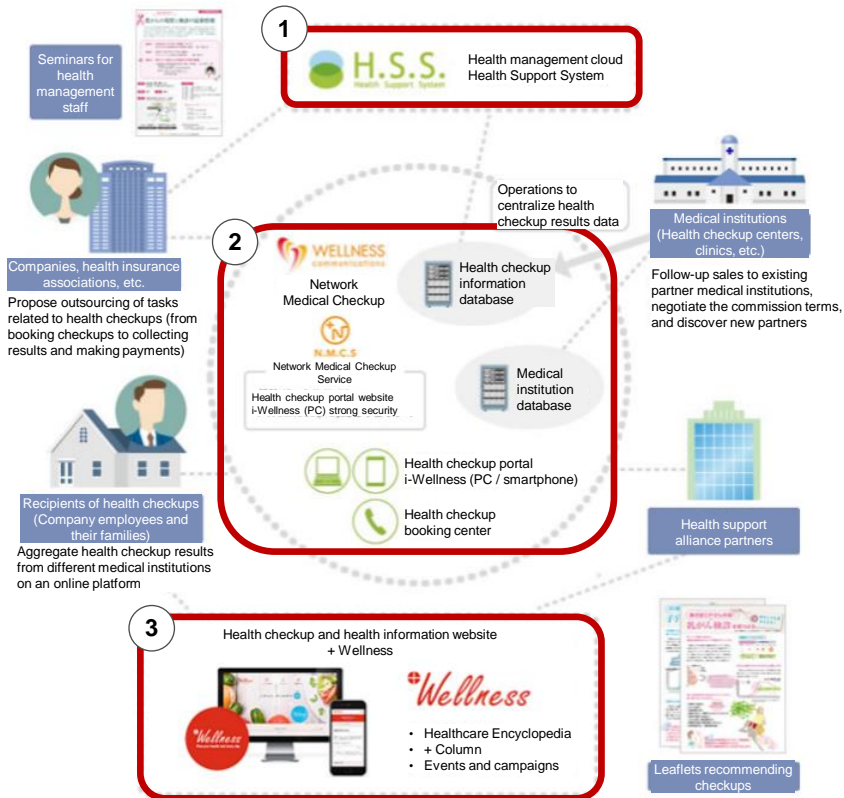 1
H.S.S.
Health Support System
Health management cloud
Health Support System
Seminars for
health
management
staff
Operations to
centralize health
checkup results data
Medical institutions
(Health checkup centers,
clinics, etc.)
Follow-up sales to existing
partner medical institutions,
negotiate the commission terms,
and discover new partners
Companies, health insurance
associations, etc.
Propose outsourcing of tasks
related to health checkups (from
booking checkups to collecting
results and making payments)
2
WELLNESS
communications
Network
Medical Checkup
N.M.C.S
Network Medical Checkup
Service
Health checkup portal website
i-Wellness (PC) strong security
Health checkup
information
database
Medical
institution
database
Health checkup portal
i-Wellness (PC / smartphone)
Health checkup
booking center
Recipients of health checkups
(Company employees and
their families)
Aggregate health checkup results
from different medical institutions
on an online platform
Health support
alliance partners
3
Health checkup and health information website
+ Wellness
Wellness
Wellness
• Healthcare Encyclopedia
• + Column
• Events and campaigns
乳がん検診
Leaflets recommending
checkups